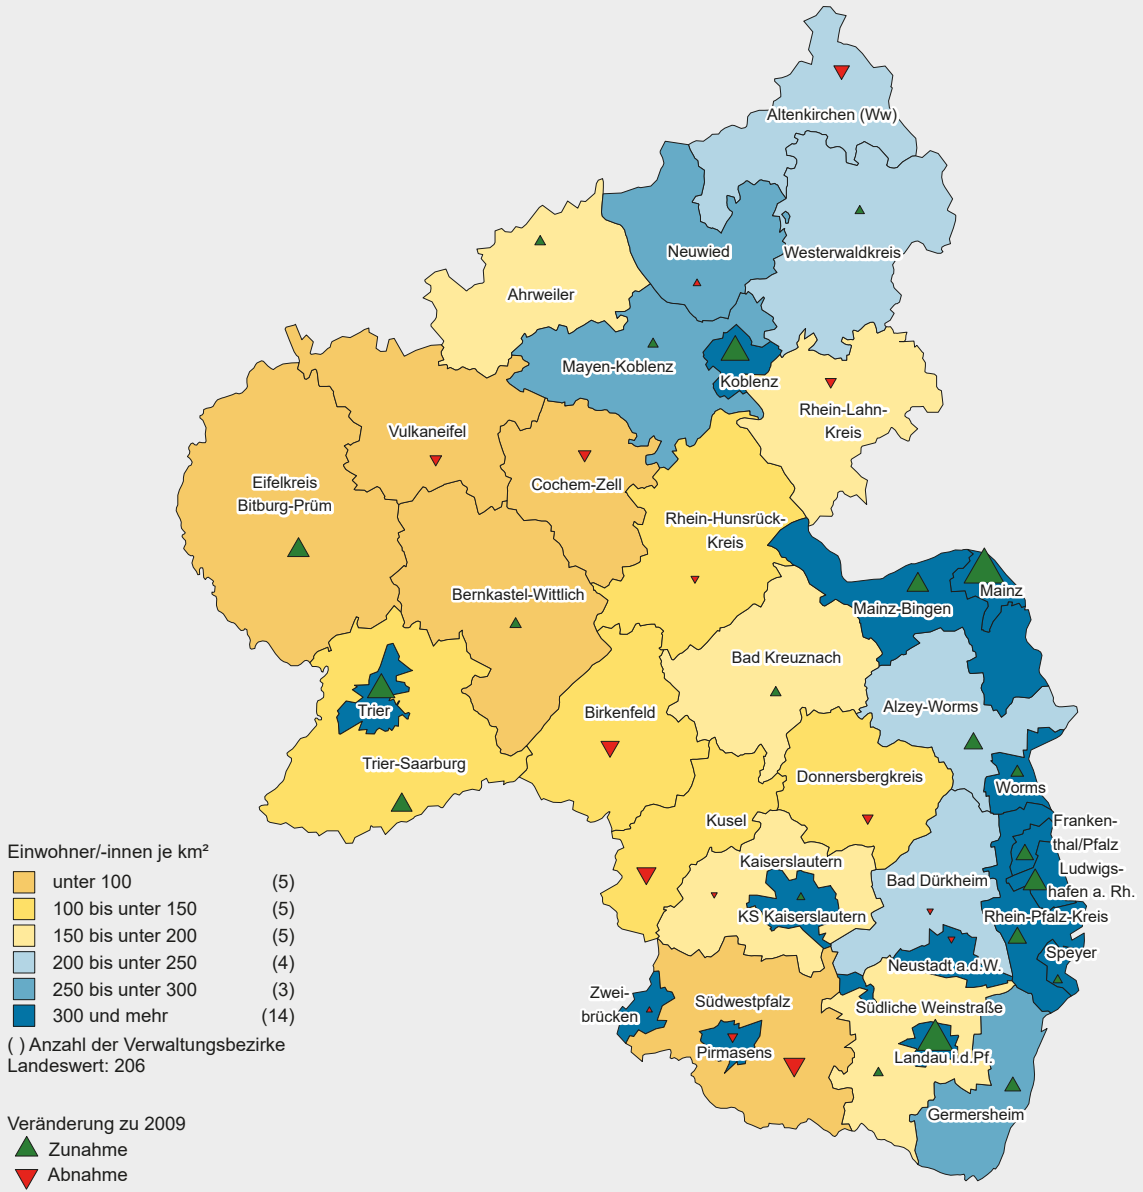 Altenkirchen (Ww)
Neuwied
Westerwaldkreis
Ahrweiler
Mayen-Koblenz
Koblenz
Rhein-Lahn-
Kreis
Vulkaneifel
Eifelkreis
Bitburg-Prüm
Cochem-Zell
Rhein-Hunsrück-
Kreis
Bernkastel-Wittlich
Mainz
Mainz-Bingen
Bad Kreuznach
Trier
Birkenfeld
Alzey-Worms
Trier-Saarburg
Donnersbergkreis
Worms
Kusel
Franken-
thal/Pfalz
Kaiserslautern
Ludwigs-
hafen a. Rh.
Bad Dürkheim
KS Kaiserslautern
Rhein-Pfalz-Kreis
Speyer
Neustadt a.d.W.
Zwei-
brücken
Südwestpfalz
Südliche Weinstraße
Pirmasens
Landau i.d.Pf.
Germersheim
Einwohner/-innen je km²
unter 100 (5)
100 bis unter 150 (5)
150 bis unter 200 (5)
200 bis unter 250 (4)
250 bis unter 300 (3)
300 und mehr (14)
( ) Anzahl der Verwaltungsbezirke
Landeswert: 206
Veränderung zu 2009
Zunahme
Abnahme